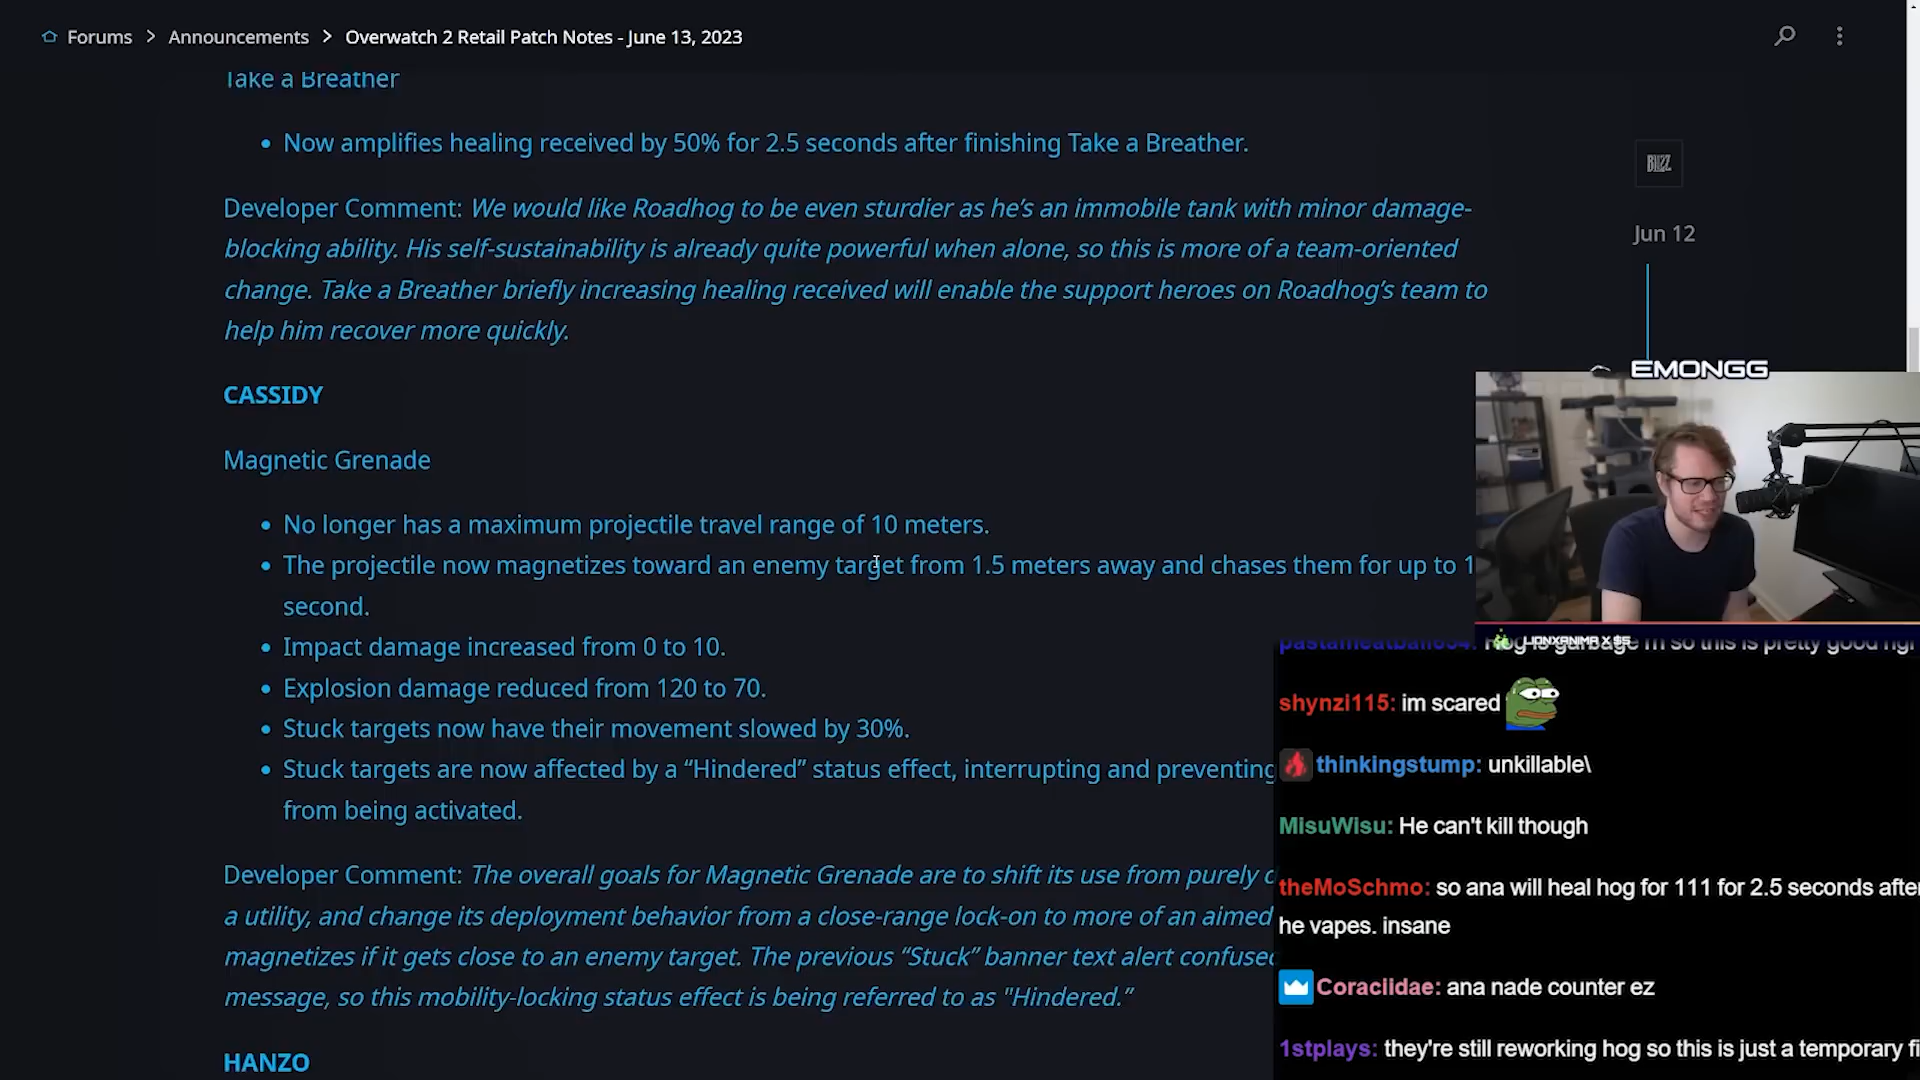 Forums > Announcements > Overwatch 2 Retail Patch Notes - June 13, 2023
Take a Breather
• Now amplifies healing received by 50% for 2.5 seconds after finishing Take a Breather.
BLIZZ
Developer Comment: We would like Roadhog to be even sturdier as he’s an immobile tank with minor damage-
blocking ability. His self-sustainability is already quite powerful when alone, so this is more of a team-oriented
Jun 12
change. Take a Breather briefly increasing healing received will enable the support heroes on Roadhog’s team to
help him recover more quickly.
EMONGG
CASSIDY
Magnetic Grenade
• No longer has a maximum projectile travel range of 10 meters.
• The projectile now magnetizes toward an enemy target from 1.5 meters away and chases them for up to 1
second.
LIONXANIMA X $5
• Impact damage increased from 0 to 10.
• Explosion damage reduced from 120 to 70.
• Stuck targets now have their movement slowed by 30%.
• Stuck targets are now affected by a “Hindered” status effect, interrupting and preventing
from being activated.
Developer Comment: The overall goals for Magnetic Grenade are to shift its use from purely
a utility, and change its deployment behavior from a close-range lock-on to more of an aimed
magnetizes if it gets close to an enemy target. The previous “Stuck” banner text alert confused
message, so this mobility-locking status effect is being referred to as "Hindered.”
HANZO
so this is pretty good
shynzi115: im scared
thinkingstump: unkillable\
MisuWisu: He can't kill though
theMoSchmo: so ana will heal hog for 111 for 2.5 seconds after
he vapes. insane
Coraciidae: ana nade counter ez
1stplays: they're still reworking hog so this is just a temporary